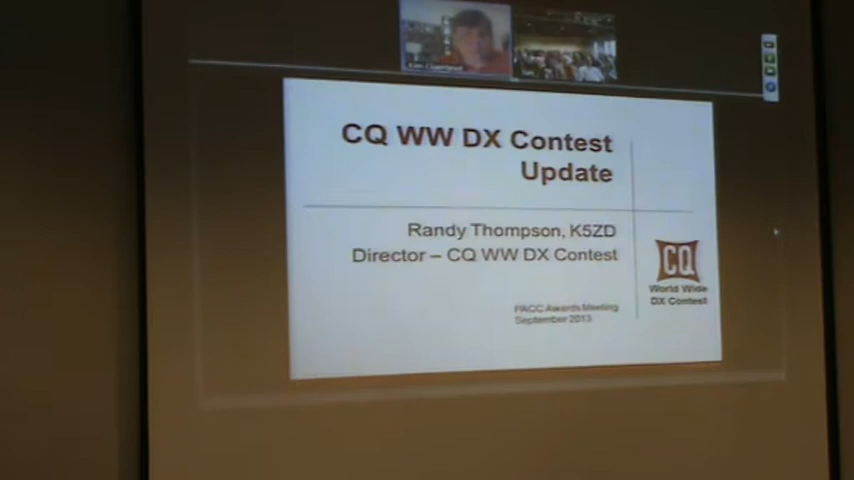 CQ WW DX Contest
Update
Randy Thompson, K5ZD
Director – CQ WW DX Contest
PACC Awards Meeting
September 2013
CQ
World Wide
DX Contest